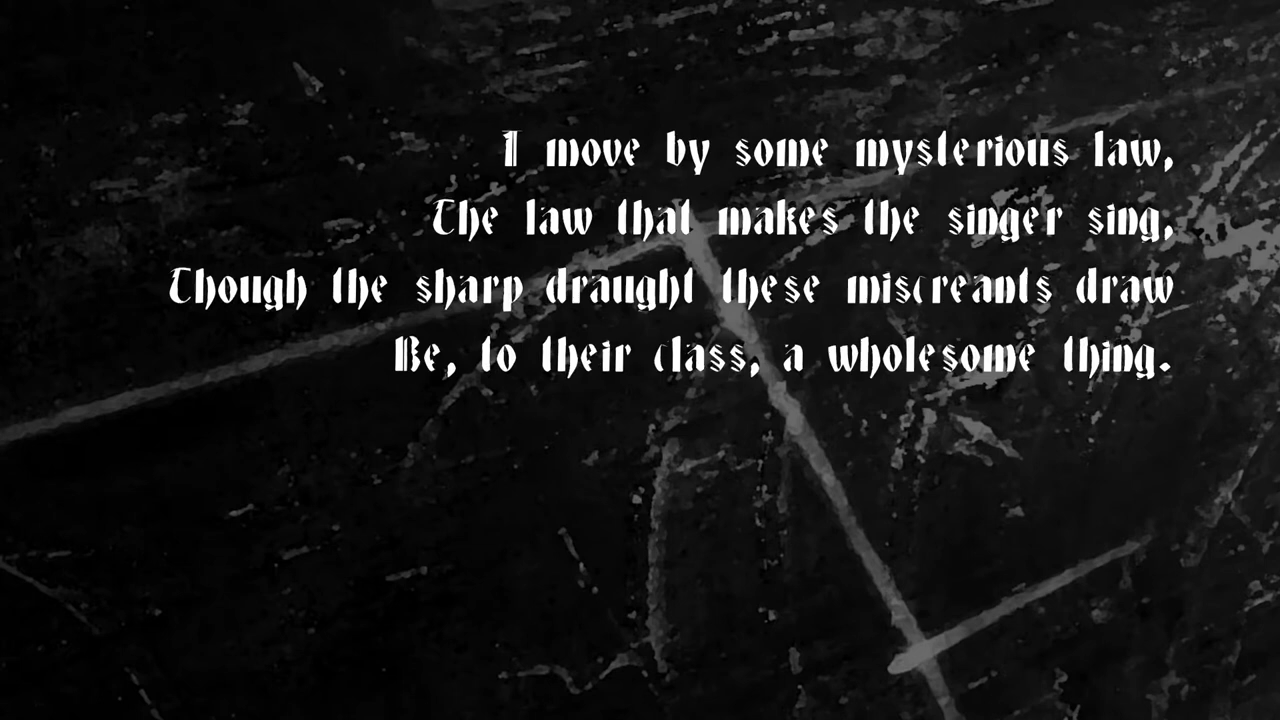 I move by some mysterious law,
The law that makes the singer sing,
Though the sharp draught these miscreants draw
Be, to their class, a wholesome thing.